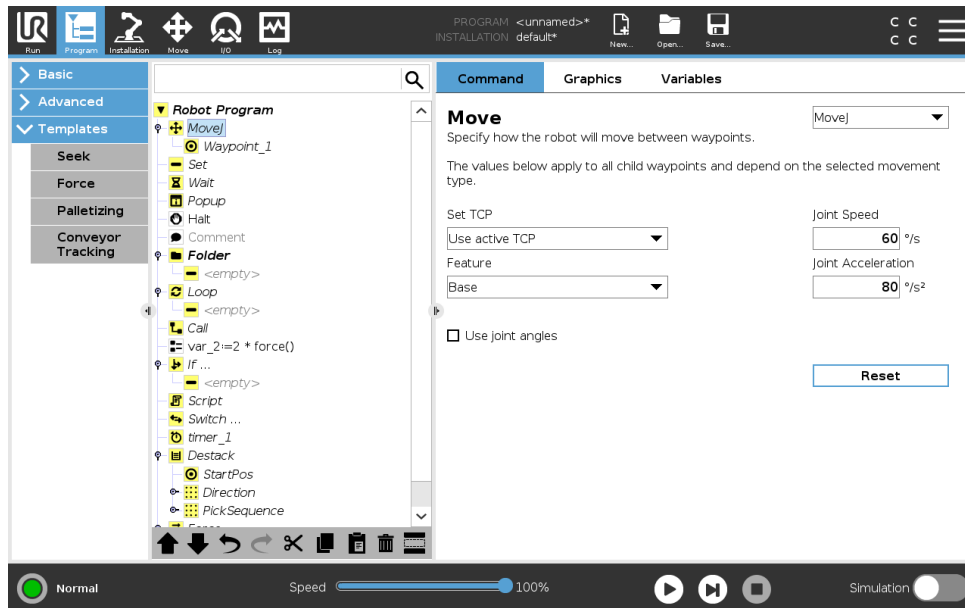 UR
Run
Program
Installation
Move
I/O
Log
PROGRAM <unnamed>*
INSTALLATION default*
New...
Open...
Save...
C C
C C
Basic
Advanced
Templates
Seek
Force
Palletizing
Conveyor
Tracking
Robot Program
MoveJ
Waypoint_1
Set
Wait
Popup
Halt
Comment
Folder
<empty>
Loop
<empty>
Call
var_2:=2 * force()
If ...
<empty>
Script
Switch ...
timer_1
Destack
StartPos
Direction
PickSequence
Force
Command
Graphics
Variables
Move
MoveJ
Specify how the robot will move between waypoints.
The values below apply to all child waypoints and depend on the selected movement
type.
Set TCP
Joint Speed
Use active TCP
60 °/s
Feature
Joint Acceleration
Base
80 °/s²
Use joint angles
Reset
Normal
Speed
100%
Simulation